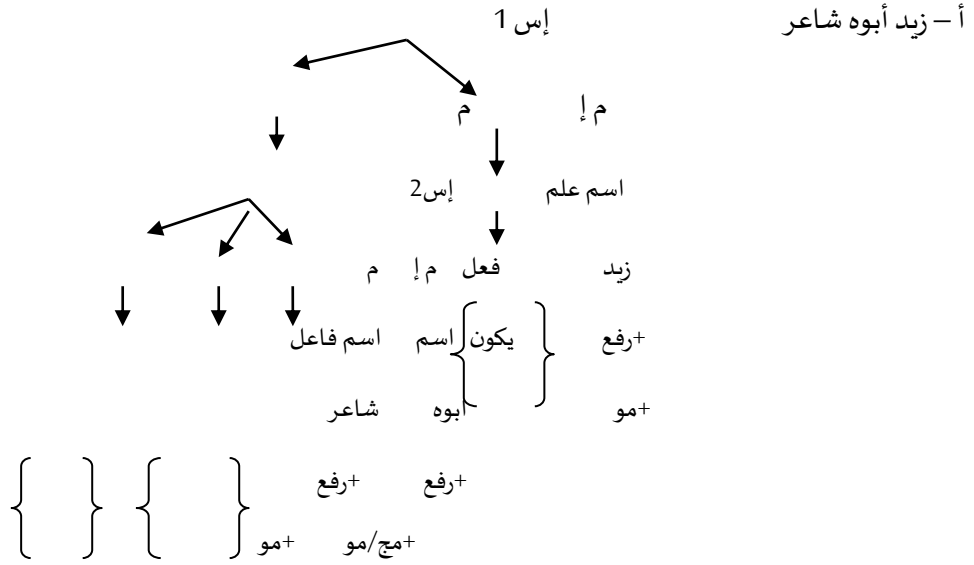 أ – زيد أبوه شاعر إس 1
م إ م
اسم علم إس2
زيد فعل م إ م
+رفع يكون اسم اسم فاعل
+مو أبوه شاعر
+رفع +رفع
+مج/مو +مو